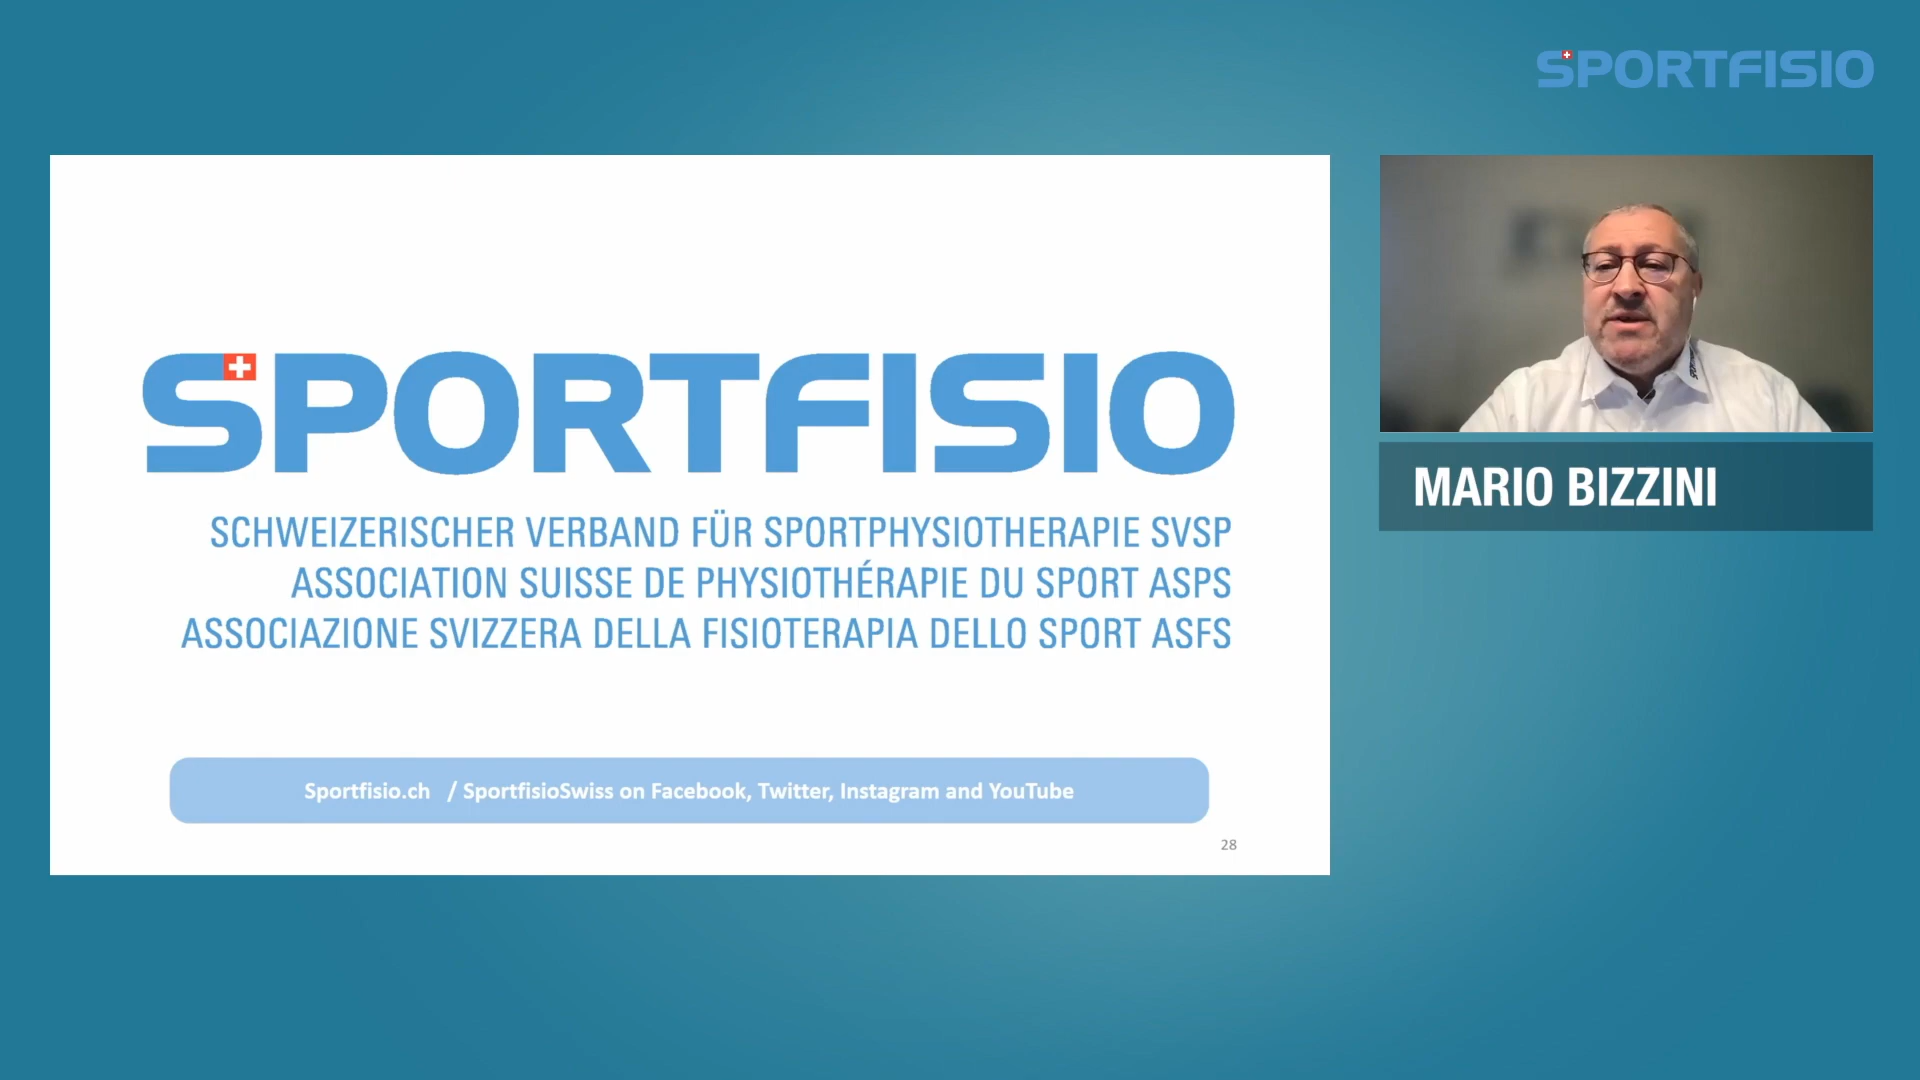 SPORTFISIO
SPORTFISIO
SCHWEIZERISCHER VERBAND FÜR SPORTPHYSIOTHERAPIE SVSP
ASSOCIATION SUISSE DE PHYSIOTHÉRAPIE DU SPORT ASPS
ASSOCIAZIONE SVIZZERA DELLA FISIOTERAPIA DELLO SPORT ASFS
Sportfisio.ch / SportfisioSwiss on Facebook, Twitter, Instagram and YouTube
28
MARIO BIZZINI